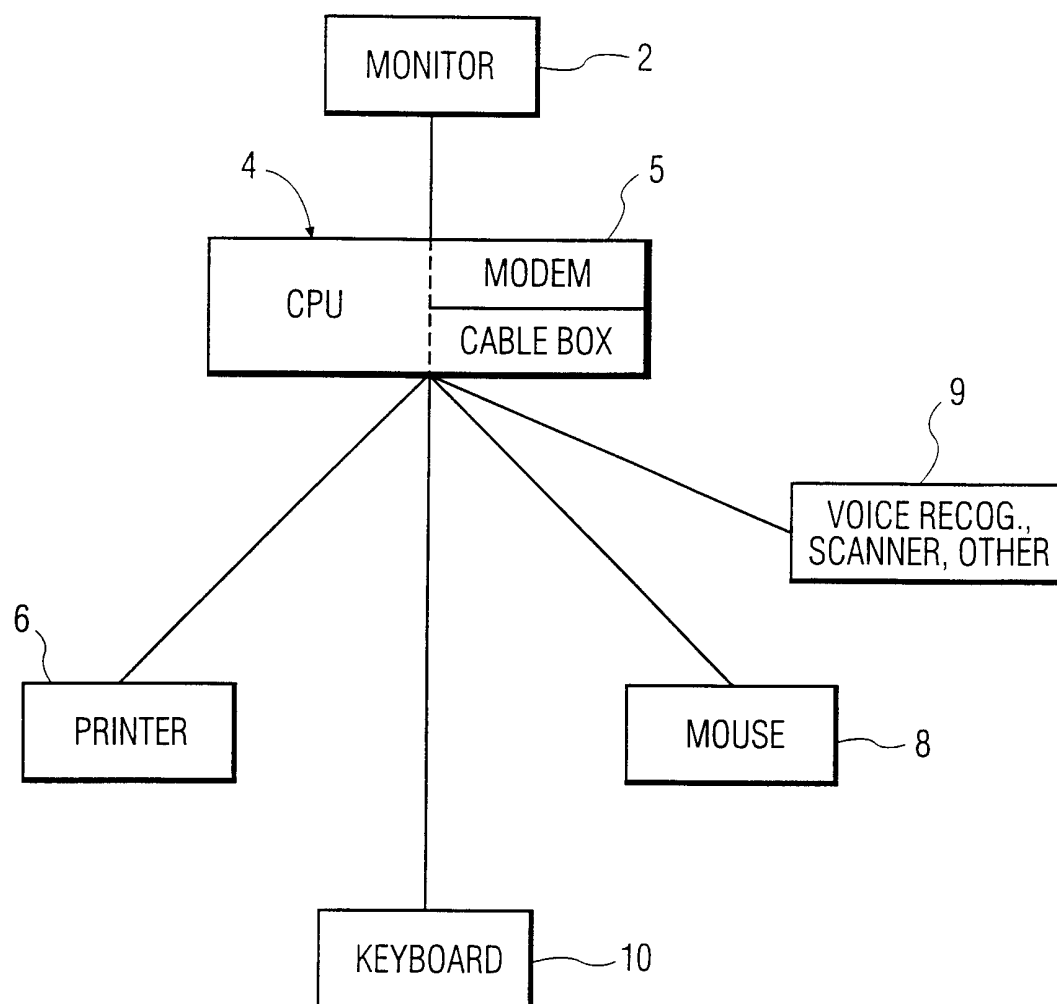 MONITOR
2
4
5
CPU
MODEM
CABLE BOX
9
VOICE RECOG.,
SCANNER, OTHER
6
PRINTER
MOUSE
8
KEYBOARD
10